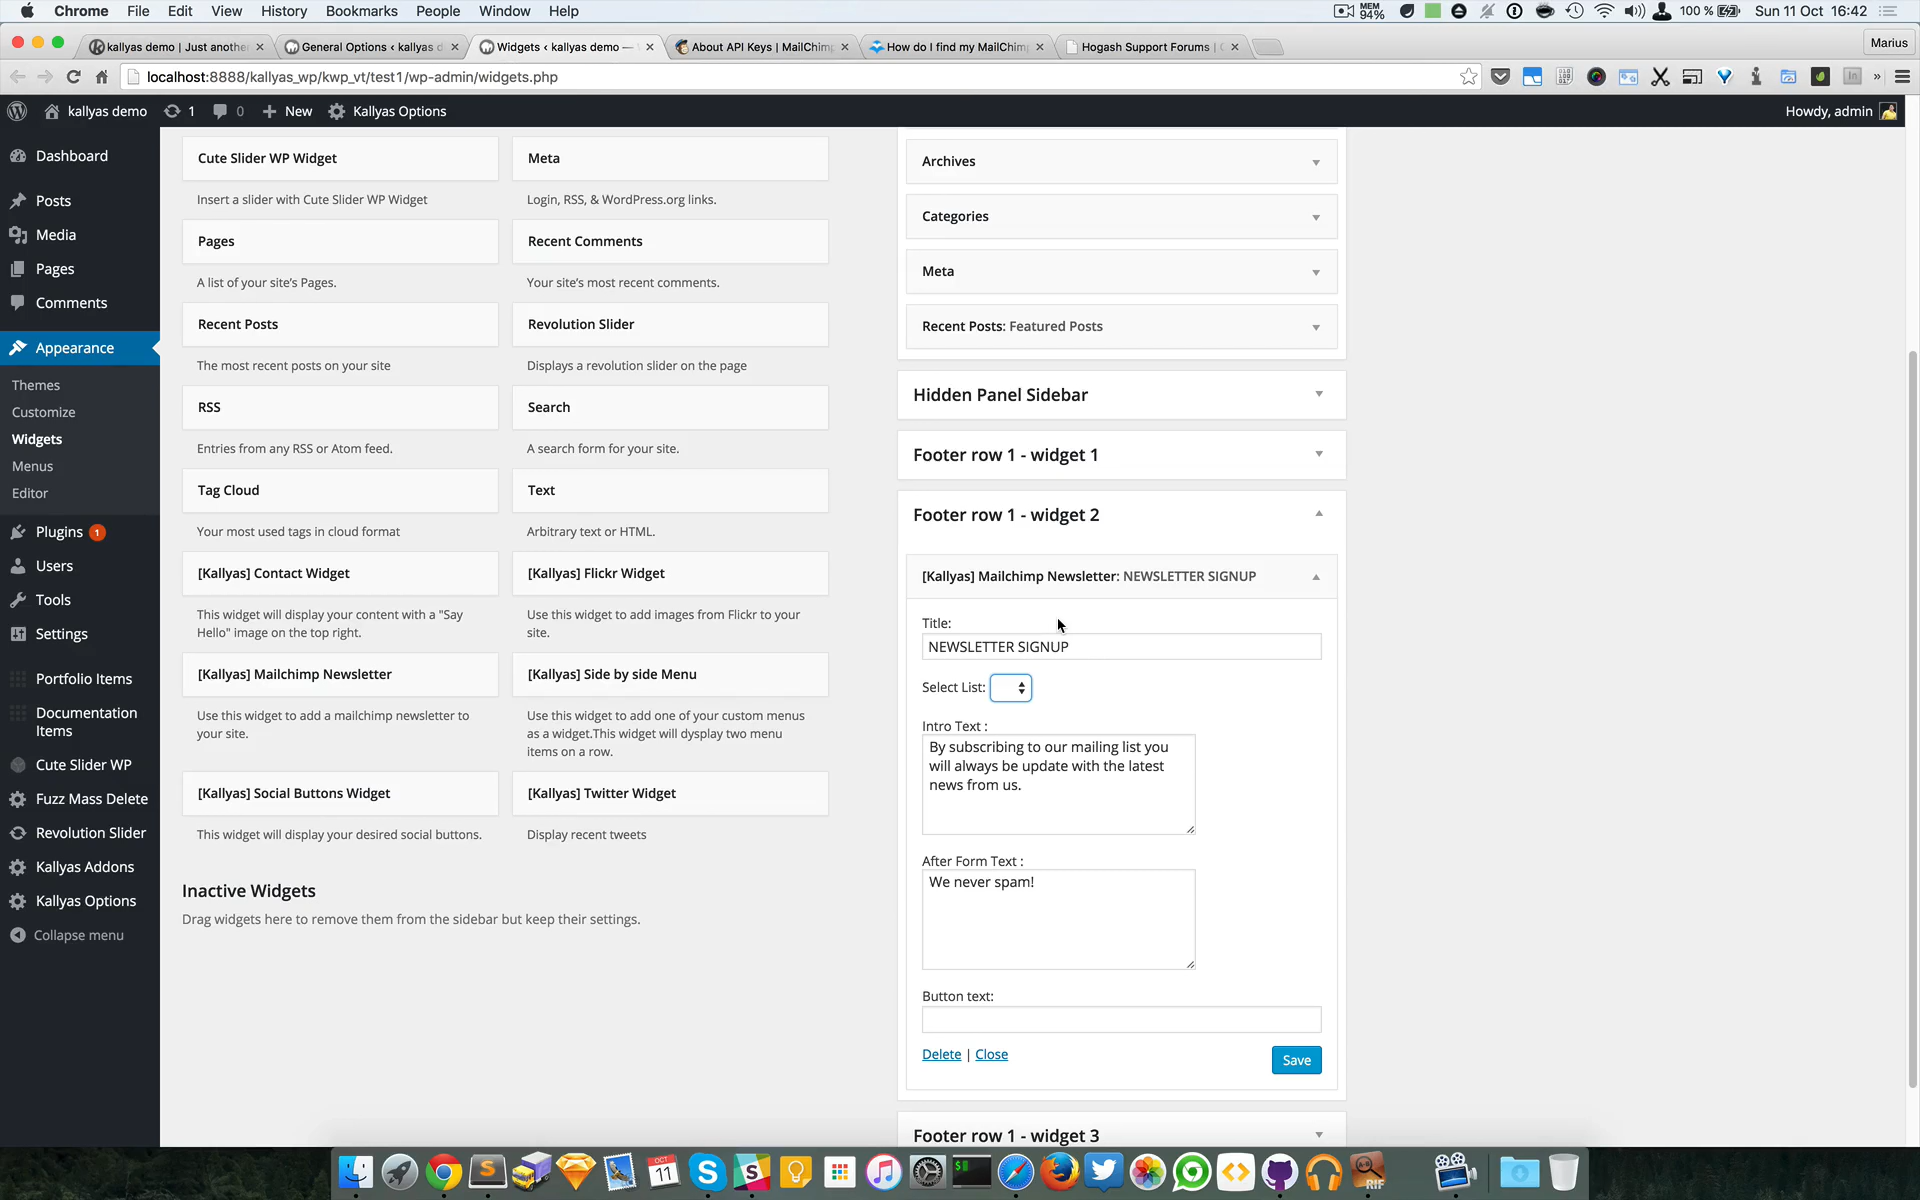 Chrome File Edit View History Bookmarks People Window Help
MEM 94% 100 % Sun 11 Oct 16:42
kallyas demo | Just anothe
General Options ‹ kallyas d
Widgets ‹ kallyas demo —
About API Keys | MailChim
How do I find my MailChim
Hogash Support Forums |
Marius
localhost:8888/kallyas_wp/kwp_vt/test1/wp-admin/widgets.php
kallyas demo 1 0 New Kallyas Options
Howdy, admin
Dashboard
Posts
Media
Pages
Comments
Appearance
Themes
Customize
Widgets
Menus
Editor
Plugins 1
Users
Tools
Settings
Portfolio Items
Documentation
Items
Cute Slider WP
Fuzz Mass Delete
Revolution Slider
Kallyas Addons
Kallyas Options
Collapse menu
Cute Slider WP Widget
Insert a slider with Cute Slider WP Widget
Meta
Login, RSS, & WordPress.org links.
Pages
A list of your site’s Pages.
Recent Comments
Your site’s most recent comments.
Recent Posts
The most recent posts on your site
Revolution Slider
Displays a revolution slider on the page
RSS
Entries from any RSS or Atom feed.
Search
A search form for your site.
Tag Cloud
Your most used tags in cloud format
Text
Arbitrary text or HTML.
[Kallyas] Contact Widget
This widget will display your content with a "Say
Hello" image on the top right.
[Kallyas] Flickr Widget
Use this widget to add images from Flickr to your
site.
[Kallyas] Mailchimp Newsletter
Use this widget to add a mailchimp newsletter to
your site.
[Kallyas] Side by side Menu
Use this widget to add one of your custom menus
as a widget.This widget will dysplay two menu
items on a row.
[Kallyas] Social Buttons Widget
This widget will display your desired social buttons.
[Kallyas] Twitter Widget
Display recent tweets
Inactive Widgets
Drag widgets here to remove them from the sidebar but keep their settings.
Archives
Categories
Meta
Recent Posts: Featured Posts
Hidden Panel Sidebar
Footer row 1 - widget 1
Footer row 1 - widget 2
[Kallyas] Mailchimp Newsletter: NEWSLETTER SIGNUP
Title:
NEWSLETTER SIGNUP
Select List:
Intro Text :
By subscribing to our mailing list you
will always be update with the latest
news from us.
After Form Text :
We never spam!
Button text:
Delete | Close
Save
Footer row 1 - widget 3
OCT
11